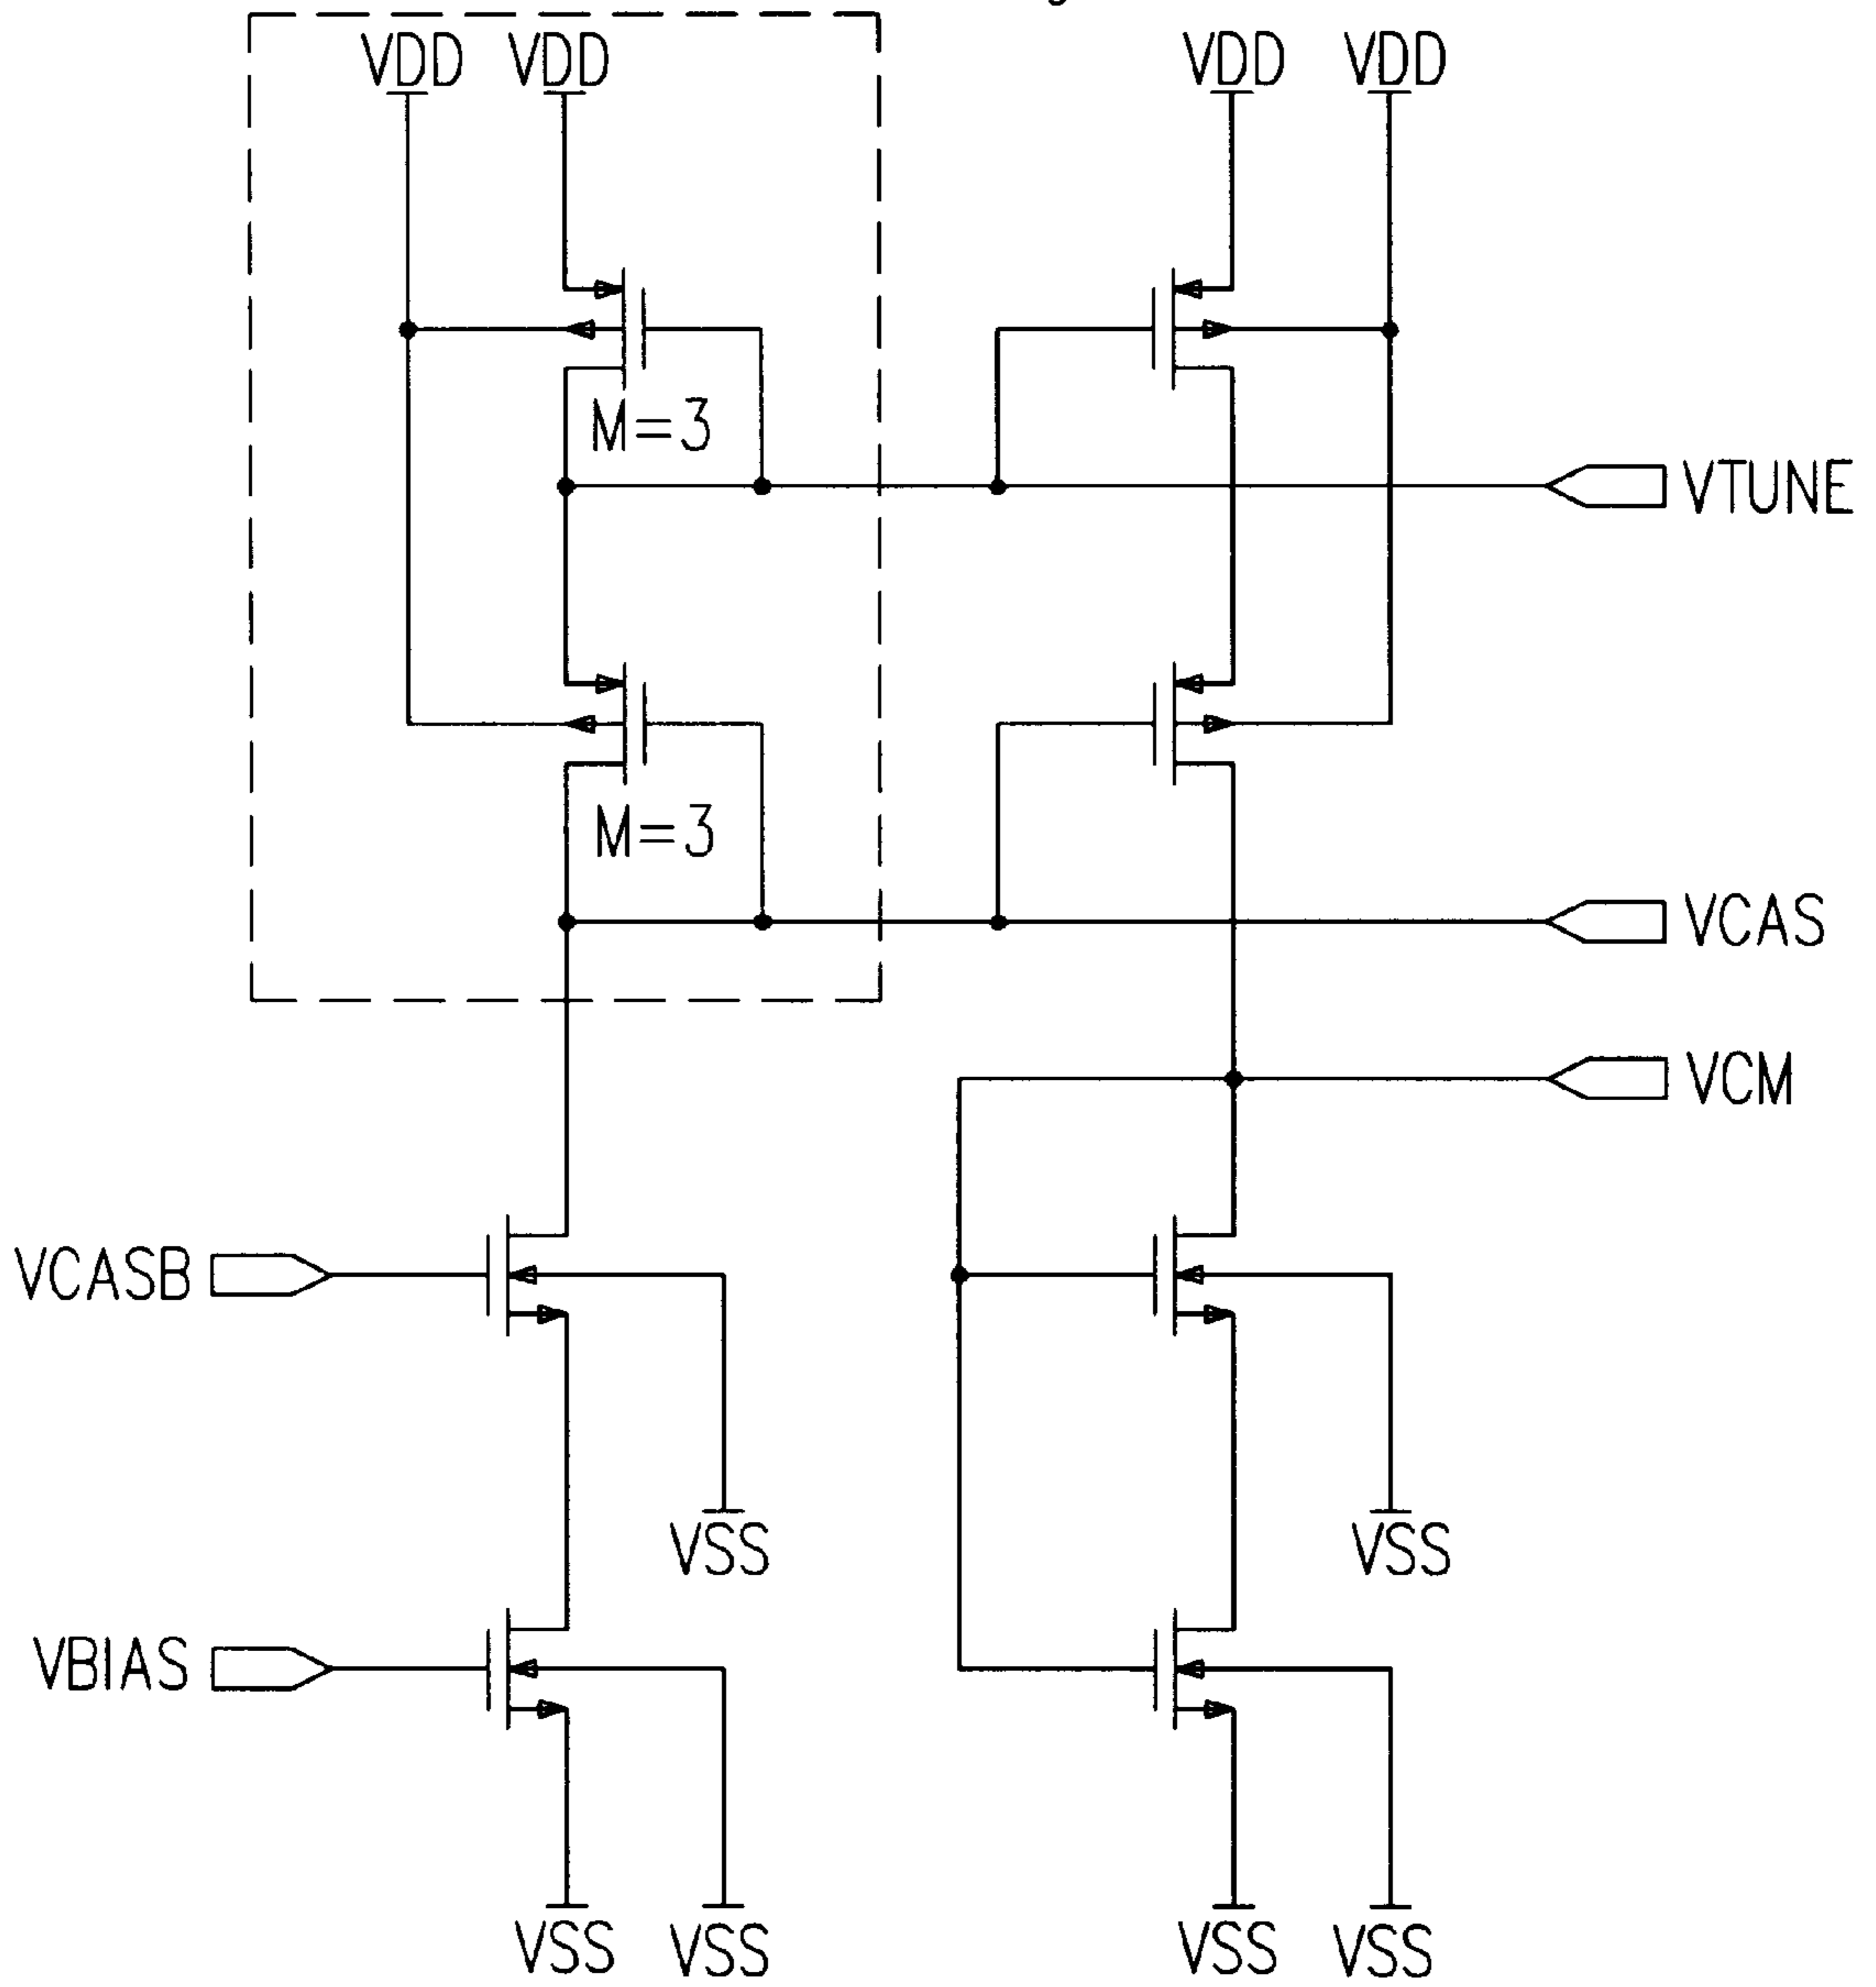 VDD VDD VDD VDD
M=3
VTUNE
M=3
VCAS
VCM
VCASB
VSS VSS
VBIAS
VSS VSS VSS VSS